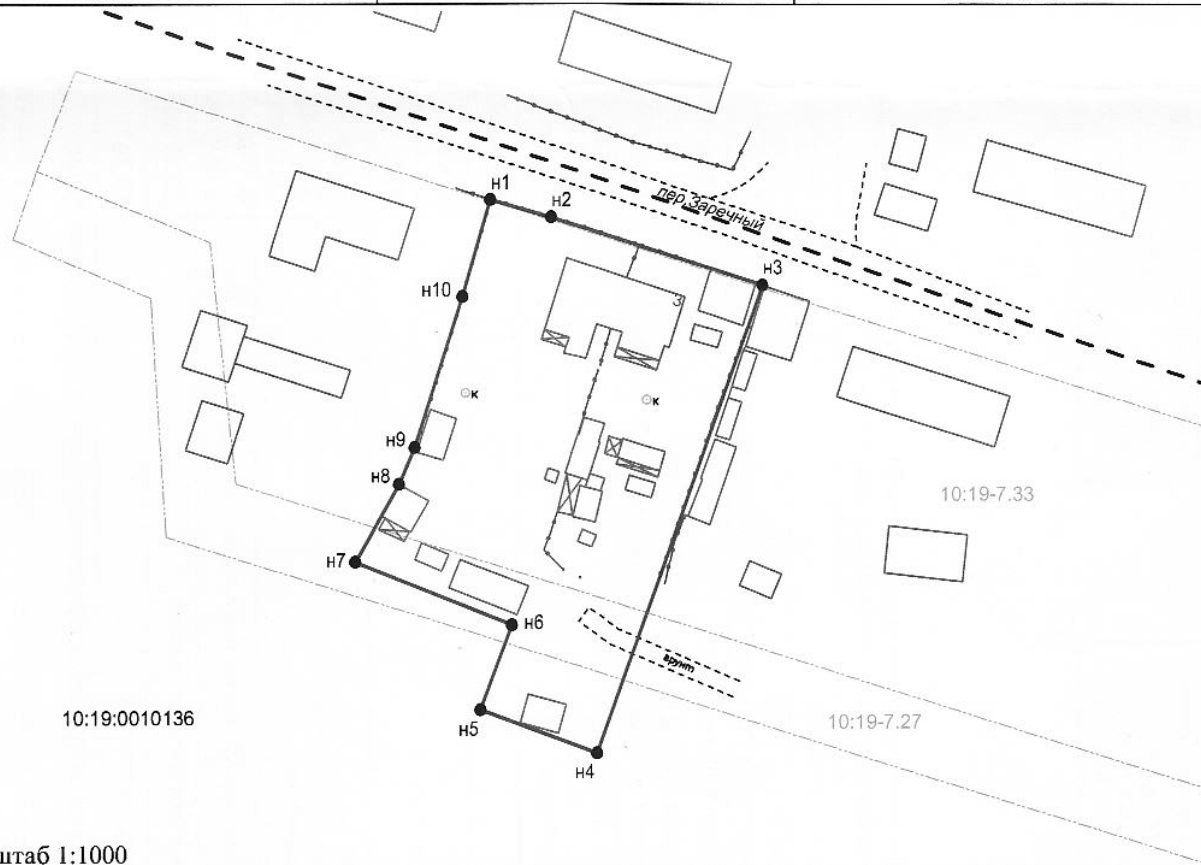 н1
н2
пер.Заречный
н3
н10
3
к
к
н9
н8
10:19-7.33
н7
н6
грунт
10:19:0010136
н5
10:19-7.27
н4
штаб 1:1000